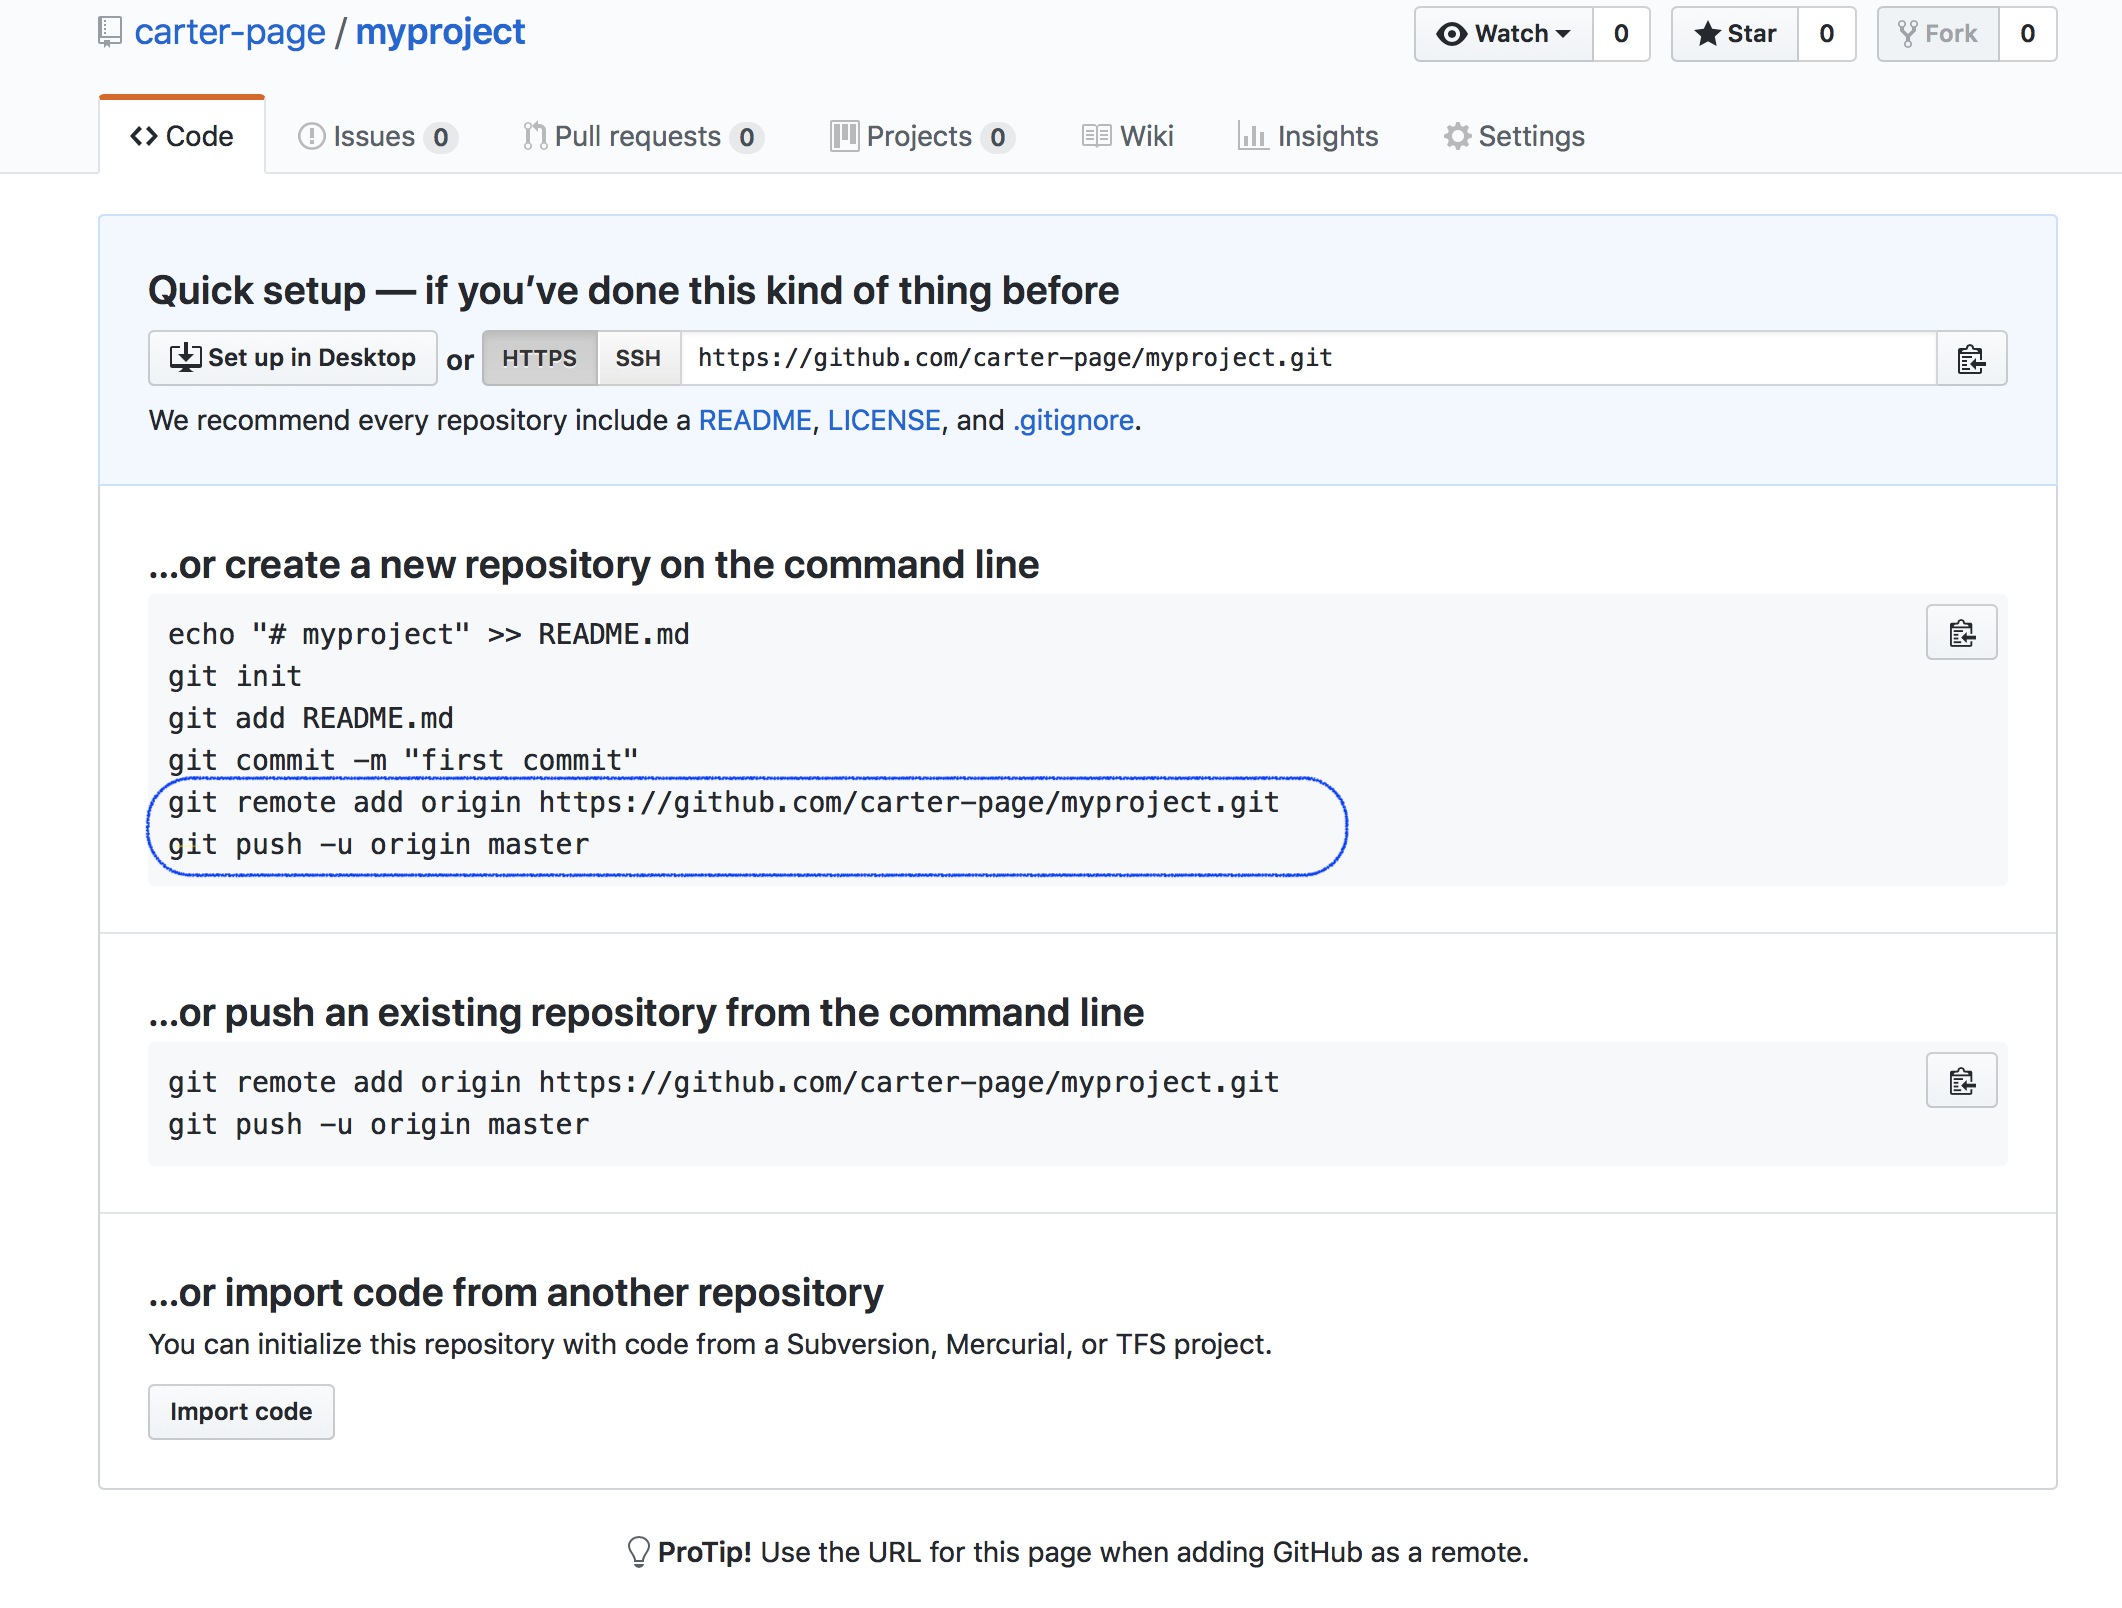 carter-page / myproject
Watch 0 Star 0 Fork 0
Code Issues 0 Pull requests 0 Projects 0 Wiki Insights Settings
Quick setup — if you’ve done this kind of thing before
Set up in Desktop or HTTPS SSH https://github.com/carter-page/myproject.git
We recommend every repository include a README, LICENSE, and .gitignore.
…or create a new repository on the command line
echo "# myproject" >> README.md
git init
git add README.md
git commit -m "first commit"
git remote add origin https://github.com/carter-page/myproject.git
git push -u origin master
…or push an existing repository from the command line
git remote add origin https://github.com/carter-page/myproject.git
git push -u origin master
…or import code from another repository
You can initialize this repository with code from a Subversion, Mercurial, or TFS project.
Import code
ProTip! Use the URL for this page when adding GitHub as a remote.